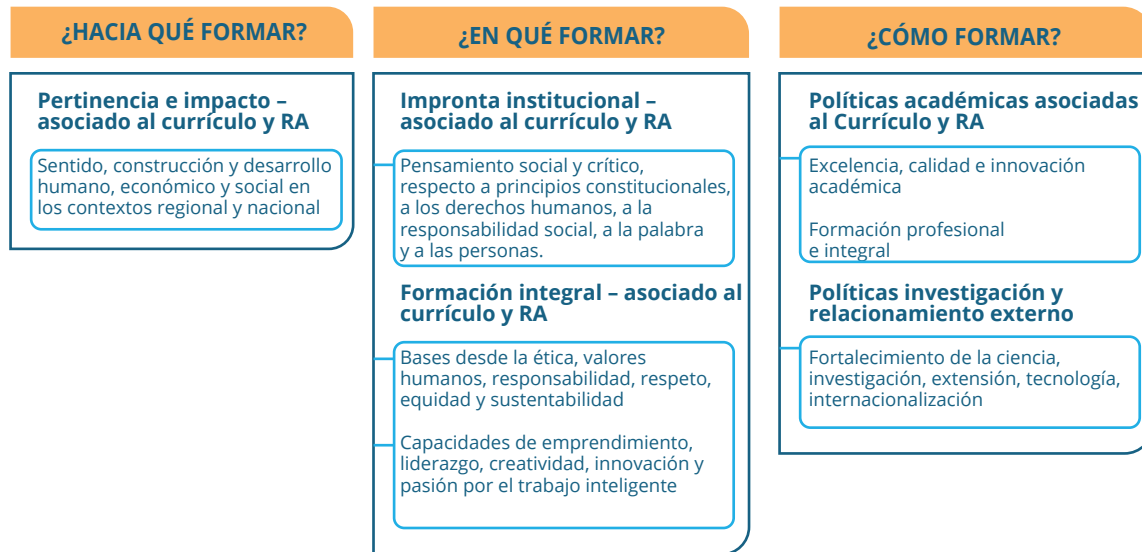 ¿HACIA QUÉ FORMAR?
Pertinencia e impacto –
asociado al currículo y RA
Sentido, construcción y desarrollo
humano, económico y social en
los contextos regional y nacional
¿EN QUÉ FORMAR?
Impronta institucional –
asociado al currículo y RA
Pensamiento social y crítico,
respecto a principios constitucionales,
a los derechos humanos, a la
responsabilidad social, a la palabra
y a las personas.
Formación integral – asociado al
currículo y RA
Bases desde la ética, valores
humanos, responsabilidad, respeto,
equidad y sustentabilidad
Capacidades de emprendimiento,
liderazgo, creatividad, innovación y
pasión por el trabajo inteligente
¿CÓMO FORMAR?
Políticas académicas asociadas
al Currículo y RA
Excelencia, calidad e innovación
académica
Formación profesional
e integral
Políticas investigación y
relacionamiento externo
Fortalecimiento de la ciencia,
investigación, extensión, tecnología,
internacionalización